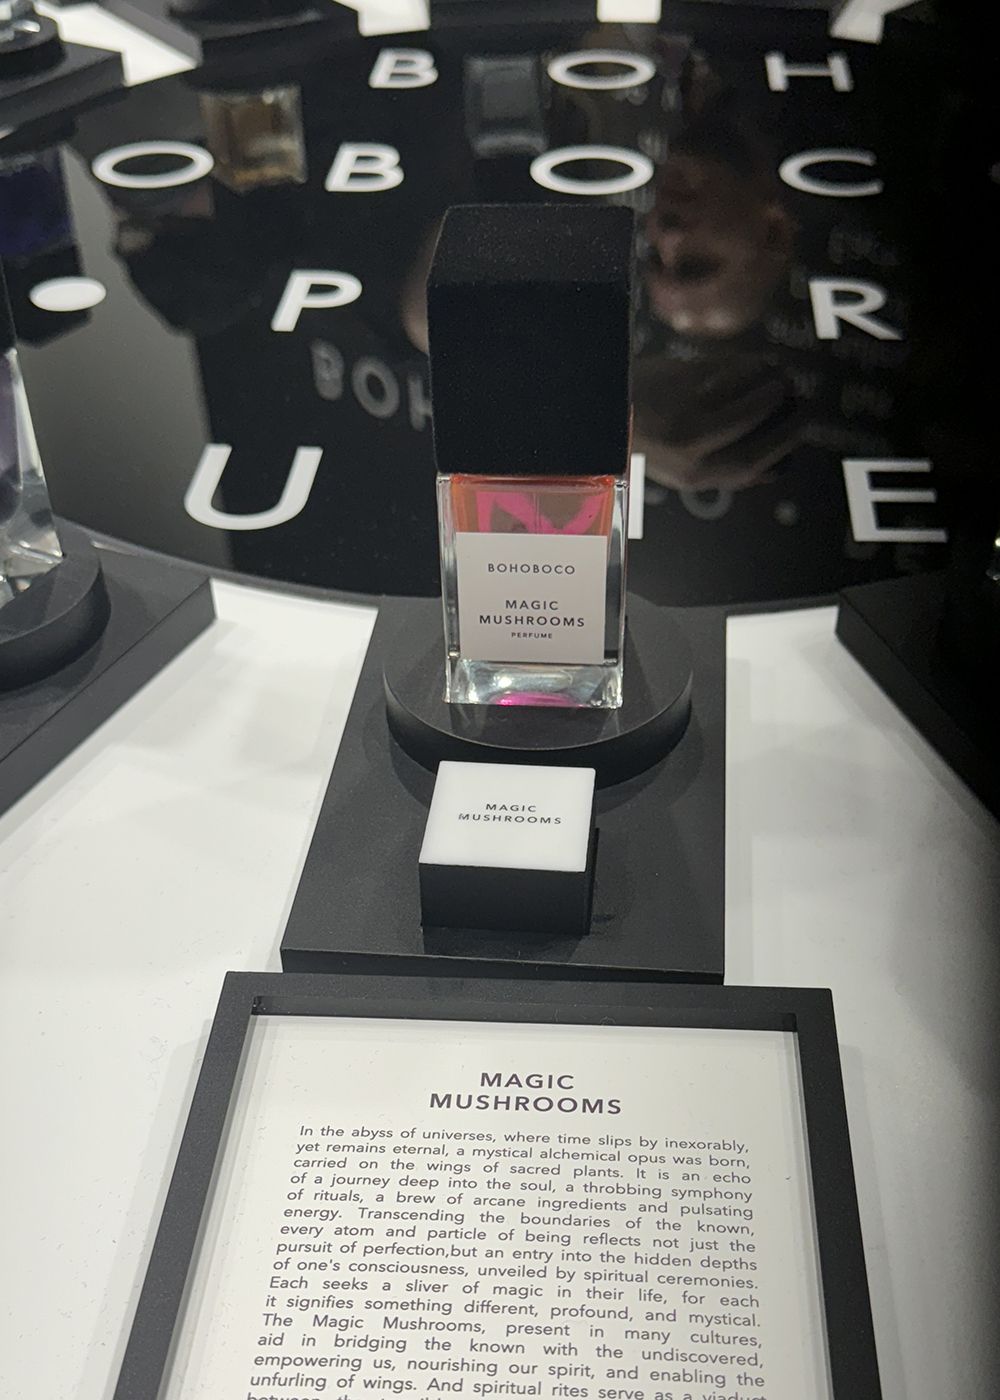 B O H
O B O C
• P R
U E
BOH
BOHOBOCO
MAGIC
MUSHROOMS
PERFUME
MAGIC
MUSHROOMS
MAGIC
MUSHROOMS
In the abyss of universes, where time slips by inexorably,
yet remains eternal, a mystical alchemical opus was born,
carried on the wings of sacred plants. It is an echo
of a journey deep into the soul, a throbbing symphony
of rituals, a brew of arcane ingredients and pulsating
energy. Transcending the boundaries of the known,
every atom and particle of being reflects not just the
pursuit of perfection,but an entry into the hidden depths
of one's consciousness, unveiled by spiritual ceremonies.
Each seeks a sliver of magic in their life, for each
it signifies something different, profound, and mystical.
The Magic Mushrooms, present in many cultures,
aid in bridging the known with the undiscovered,
empowering us, nourishing our spirit, and enabling the
unfurling of wings. And spiritual rites serve as a viaduct
between the